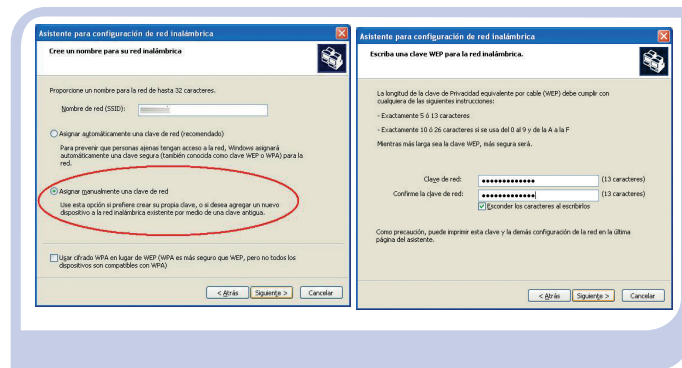 Asistente para configuración de red inalámbrica
Cree un nombre para su red inalámbrica
Proporcione un nombre para la red de hasta 32 caracteres.
Nombre de red (SSID):
Asignar automáticamente una clave de red (recomendado)
Para prevenir que personas ajenas tengan acceso a la red, Windows asignará
automáticamente una clave segura (también conocida como clave WEP o WPA) para la
red.
Asignar manualmente una clave de red
Use esta opción si prefiere crear su propia clave, o si desea agregar un nuevo
dispositivo a la red inalámbrica existente por medio de una clave antigua.
Usar cifrado WPA en lugar de WEP (WPA es más seguro que WEP, pero no todos los
dispositivos son compatibles con WPA)
< Atrás Siguiente > Cancelar
Asistente para configuración de red inalámbrica
Escriba una clave WEP para la red inalámbrica.
La longitud de la clave de Privacidad equivalente por cable (WEP) debe cumplir con
cualquiera de las siguientes instrucciones:
- Exactamente 5 ó 13 caracteres
- Exactamente 10 ó 26 caracteres si se usa del 0 al 9 y de la A a la F
Mientras más larga sea la clave WEP, más segura será.
Clave de red: ●●●●●●●●●●●●● (13 caracteres)
Confirme la clave de red: ●●●●●●●●●●●●● (13 caracteres)
Esconder los caracteres al escribirlos
Como precaución, puede imprimir esta clave y la demás configuración de la red en la última
página del asistente.
< Atrás Siguiente > Cancelar